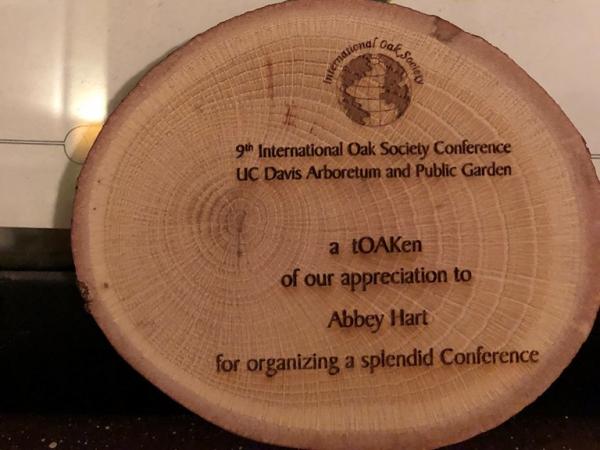 International Oak Society
9th International Oak Society Conference
UC Davis Arboretum and Public Garden
a tOAKen
of our appreciation to
Abbey Hart
for organizing a splendid Conference